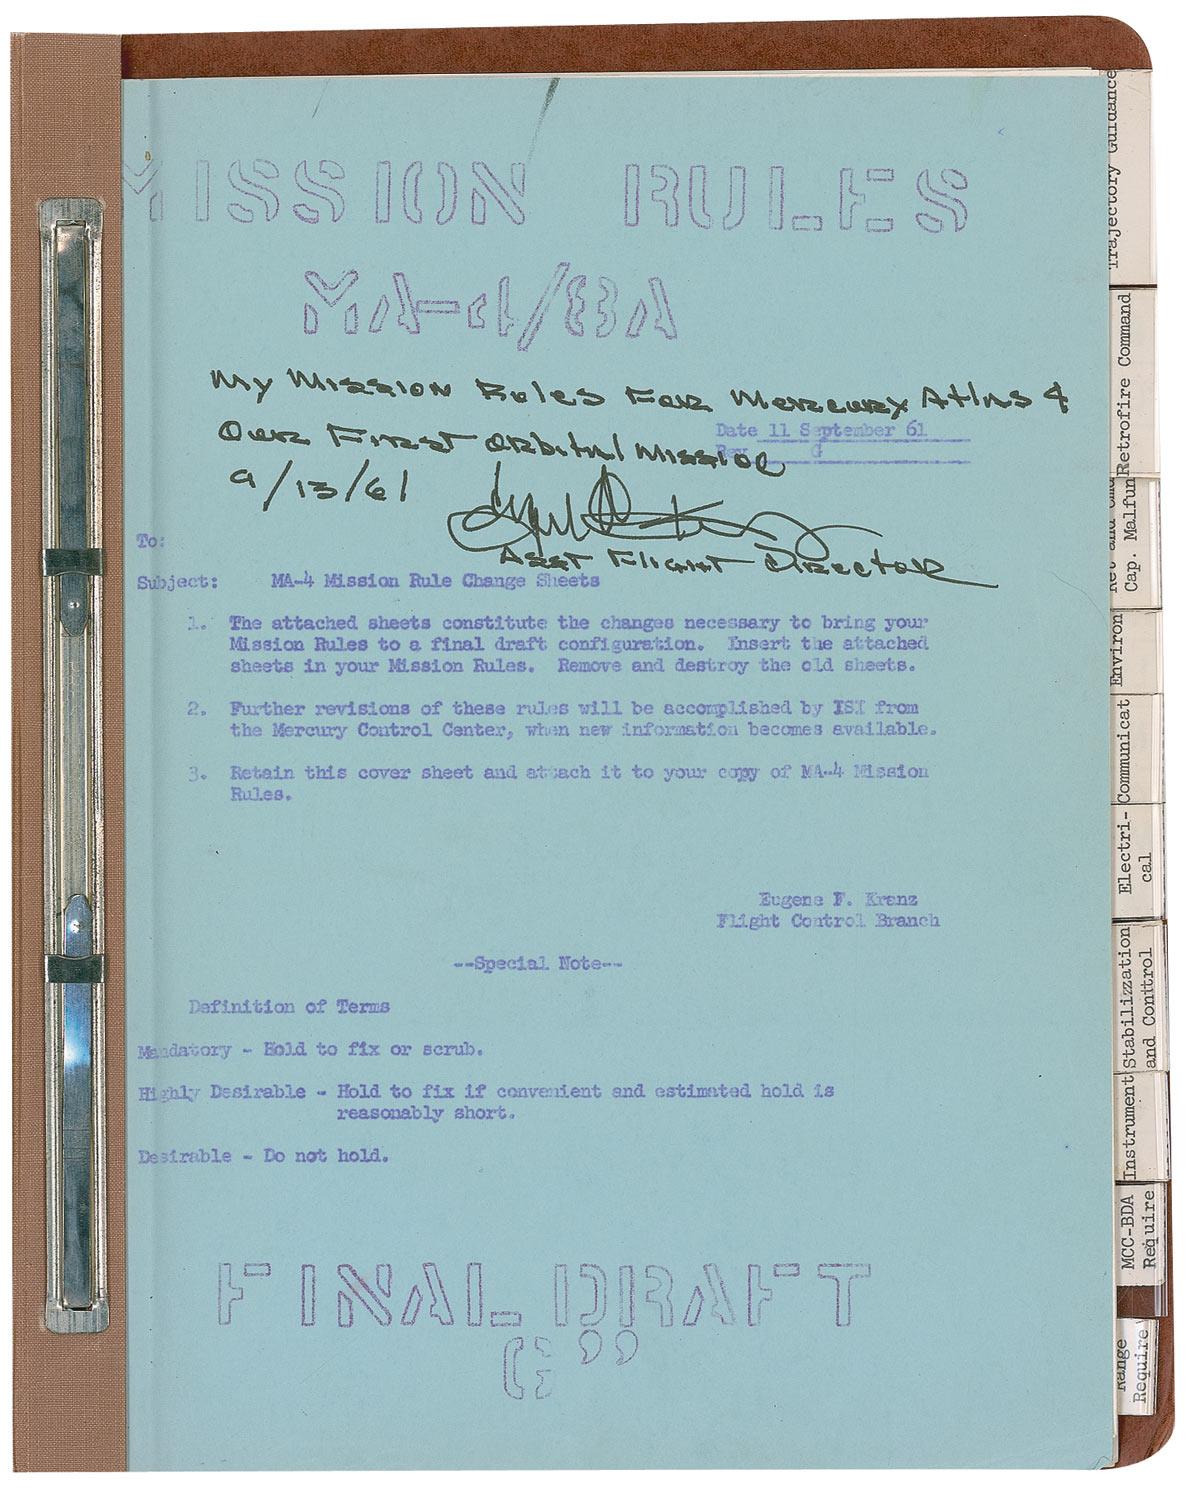 MISSION RULES
MA-4/8A
My Mission Rules For Mercury Atlas 4
Our First Orbital Mission
Date 11 September 61
Rev. G
9/13/61
Asst Flight Director
To:
Subject: MA-4 Mission Rule Change Sheets
1. The attached sheets constitute the changes necessary to bring your
Mission Rules to a final draft configuration. Insert the attached
sheets in your Mission Rules. Remove and destroy the old sheets.
2. Further revisions of these rules will be accomplished by ISI from
the Mercury Control Center, when new information becomes available.
3. Retain this cover sheet and attach it to your copy of MA-4 Mission
Rules.
Eugene F. Kranz
Flight Control Branch
--Special Note--
Definition of Terms
Mandatory - Hold to fix or scrub.
Highly Desirable - Hold to fix if convenient and estimated hold is
reasonably short.
Desirable - Do not hold.
FINAL DRAFT
G"
Trajectory Guidance
Retrofire Command
Ret and Cmd
Cap. Malfun
Environ
Communicat
Electri-
cal
Stabilizzation
and Conitrol
Instrument
MCC-BDA
Require
Range
Require